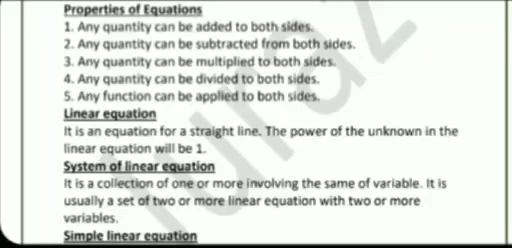 Properties of Equations
1. Any quantity can be added to both sides.
2. Any quantity can be subtracted from both sides.
3. Any quantity can be multiplied to both sides.
4. Any quantity can be divided to both sides.
5. Any function can be applied to both sides.
Linear equation
It is an equation for a straight line. The power of the unknown in the
linear equation will be 1.
System of linear equation
It is a collection of one or more involving the same of variable. It is
usually a set of two or more linear equation with two or more
variables.
Simple linear equation